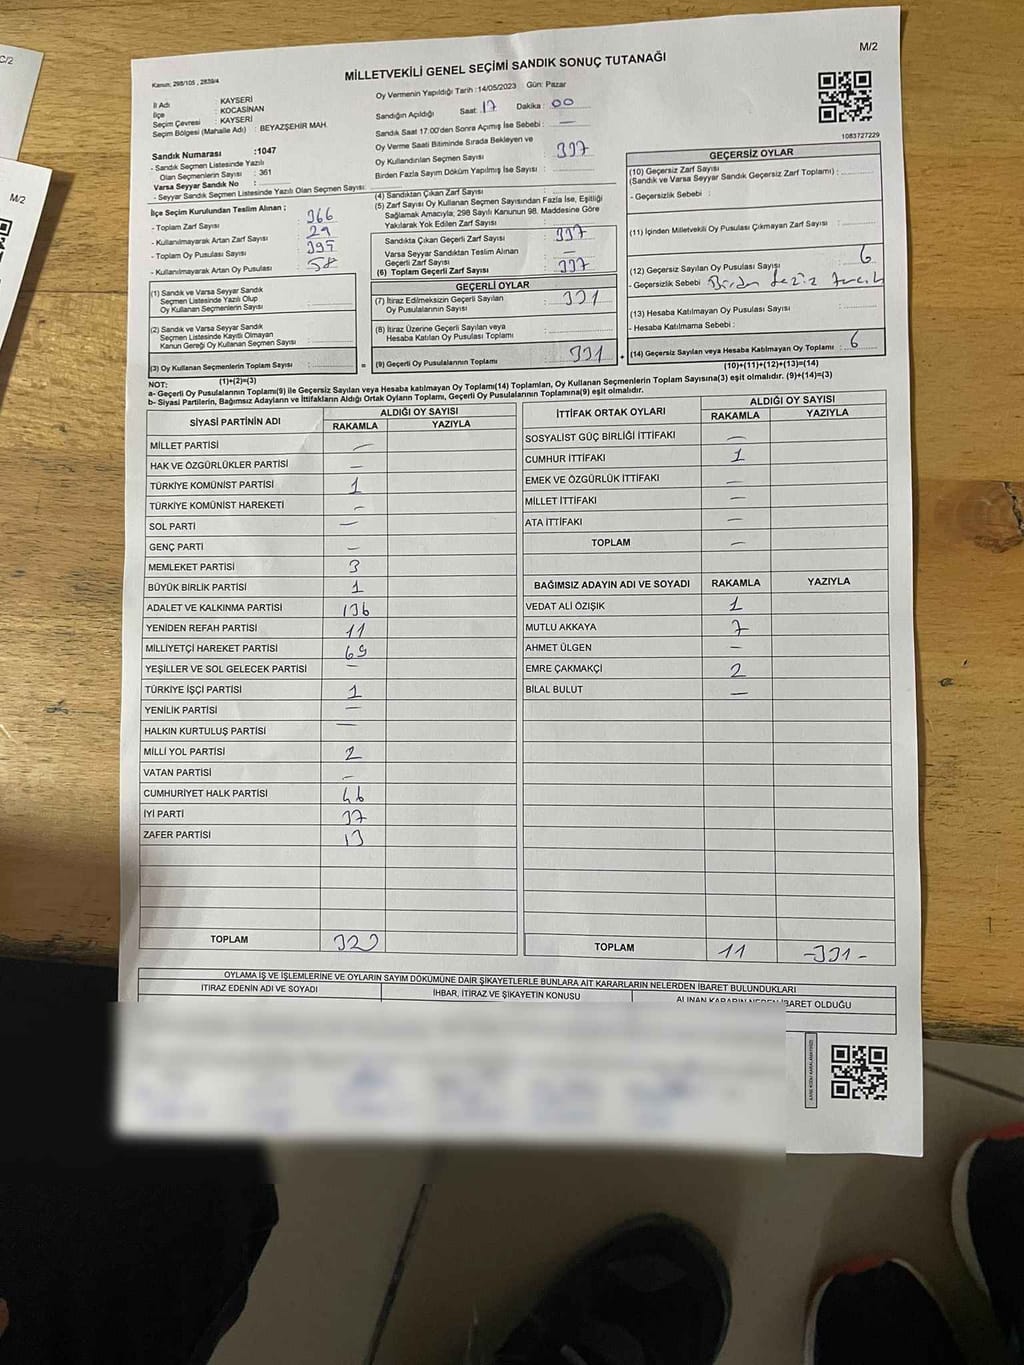 C/2
M/2
M/2
Kanun: 298/105 , 2839/4
MİLLETVEKİLİ GENEL SEÇİMİ SANDIK SONUÇ TUTANAĞI
İl Adı : KAYSERİ
İlçe : KOCASİNAN
Seçim Çevresi : KAYSERİ
Seçim Bölgesi (Mahalle Adı) : BEYAZŞEHİR MAH.
Oy Vermenin Yapıldığı Tarih : 14/05/2023 Gün: Pazar
Sandığın Açıldığı Saat : 17 Dakika : 00
Sandık Saat 17:00'den Sonra Açımış İse Sebebi : —
Oy Verme Saati Bitiminde Sırada Bekleyen ve
Oy Kullandırılan Seçmen Sayısı : 337
Birden Fazla Sayım Döküm Yapılmış İse Sayısı :
1083727229
Sandık Numarası :1047
- Sandık Seçmen Listesinde Yazılı
Olan Seçmenlerin Sayısı : 361
Varsa Seyyar Sandık No :
- Seyyar Sandık Seçmen Listesinde Yazılı Olan Seçmen Sayısı:
İlçe Seçim Kurulundan Teslim Alınan ;
- Toplam Zarf Sayısı : 366
- Kullanılmayarak Artan Zarf Sayısı : 29
- Toplam Oy Pusulası Sayısı : 395
- Kullanılmayarak Artan Oy Pusulası : 58
(1) Sandık ve Varsa Seyyar Sandık
Seçmen Listesinde Yazılı Olup
Oy Kullanan Seçmenlerin Sayısı :
(2) Sandık ve Varsa Seyyar Sandık
Seçmen Listesinde Kayıtlı Olmayan
Kanun Gereği Oy Kullanan Seçmen Sayısı :
(3) Oy Kullanan Seçmenlerin Toplam Sayısı :
(1)+(2)=(3)
(4) Sandıktan Çıkan Zarf Sayısı :
(5) Zarf Sayısı Oy Kullanan Seçmen Sayısından Fazla İse, Eşitliği
Sağlamak Amacıyla; 298 Sayılı Kanunun 98. Maddesine Göre
Yakılarak Yok Edilen Zarf Sayısı :
Sandıkta Çıkan Geçerli Zarf Sayısı : 337
Varsa Seyyar Sandıktan Teslim Alınan
Geçerli Zarf Sayısı : —
(6) Toplam Geçerli Zarf Sayısı : 337
GEÇERLİ OYLAR
(7) İtiraz Edilmeksizin Geçerli Sayılan
Oy Pusulalarının Sayısı : 331
(8) İtiraz Üzerine Geçerli Sayılan veya
Hesaba Katılan Oy Pusulası Toplamı :
= (9) Geçerli Oy Pusulalarının Toplamı : 331 +
GEÇERSİZ OYLAR
(10) Geçersiz Zarf Sayısı
(Sandık ve Varsa Seyyar Sandık Geçersiz Zarf Toplamı) :
- Geçersizlik Sebebi :
(11) İçinden Milletvekili Oy Pusulası Çıkmayan Zarf Sayısı :
(12) Geçersiz Sayılan Oy Pusulası Sayısı : 6
- Geçersizlik Sebebi :
(13) Hesaba Katılmayan Oy Pusulası Sayısı :
- Hesaba Katılmama Sebebi :
(14) Geçersiz Sayılan veya Hesaba Katılmayan Oy Toplamı : 6
(10)+(11)+(12)+(13)=(14)
NOT:
a- Geçerli Oy Pusulalarının Toplamı(9) ile Geçersiz Sayılan veya Hesaba katılmayan Oy Toplamı(14) Toplamları, Oy Kullanan Seçmenlerin Toplam Sayısına(3) eşit olmalıdır. (9)+(14)=(3)
b- Siyasi Partilerin, Bağımsız Adayların ve İttifakların Aldığı Ortak Oyların Toplamı, Geçerli Oy Pusulalarının Toplamına(9) eşit olmalıdır.
SİYASİ PARTİNİN ADI ALDIĞI OY SAYISI
RAKAMLA YAZIYLA
MİLLET PARTİSİ —
HAK VE ÖZGÜRLÜKLER PARTİSİ —
TÜRKİYE KOMÜNİST PARTİSİ 1
TÜRKİYE KOMÜNİST HAREKETİ —
SOL PARTİ —
GENÇ PARTİ —
MEMLEKET PARTİSİ 3
BÜYÜK BİRLİK PARTİSİ 1
ADALET VE KALKINMA PARTİSİ 136
YENİDEN REFAH PARTİSİ 11
MİLLİYETÇİ HAREKET PARTİSİ 69
YEŞİLLER VE SOL GELECEK PARTİSİ —
TÜRKİYE İŞÇİ PARTİSİ 1
YENİLİK PARTİSİ —
HALKIN KURTULUŞ PARTİSİ —
MİLLİ YOL PARTİSİ 2
VATAN PARTİSİ —
CUMHURİYET HALK PARTİSİ 46
İYİ PARTİ 37
ZAFER PARTİSİ 13
TOPLAM 320
İTTİFAK ORTAK OYLARI ALDIĞI OY SAYISI
RAKAMLA YAZIYLA
SOSYALİST GÜÇ BİRLİĞİ İTTİFAKI —
CUMHUR İTTİFAKI 1
EMEK VE ÖZGÜRLÜK İTTİFAKI —
MİLLET İTTİFAKI —
ATA İTTİFAKI —
TOPLAM —
BAĞIMSIZ ADAYIN ADI VE SOYADI RAKAMLA YAZIYLA
VEDAT ALİ ÖZIŞIK 1
MUTLU AKKAYA 7
AHMET ÜLGEN —
EMRE ÇAKMAKÇİ 2
BİLAL BULUT —
TOPLAM 11 -331-
OYLAMA İŞ VE İŞLEMLERİNE VE OYLARIN SAYIM DÖKÜMÜNE DAİR ŞİKAYETLERLE BUNLARA AİT KARARLARIN NELERDEN İBARET BULUNDUKLARI
İTİRAZ EDENİN ADI VE SOYADI İHBAR, İTİRAZ VE ŞİKAYETİN KONUSU ALINAN KARARIN NEDEN İBARET OLDUĞU